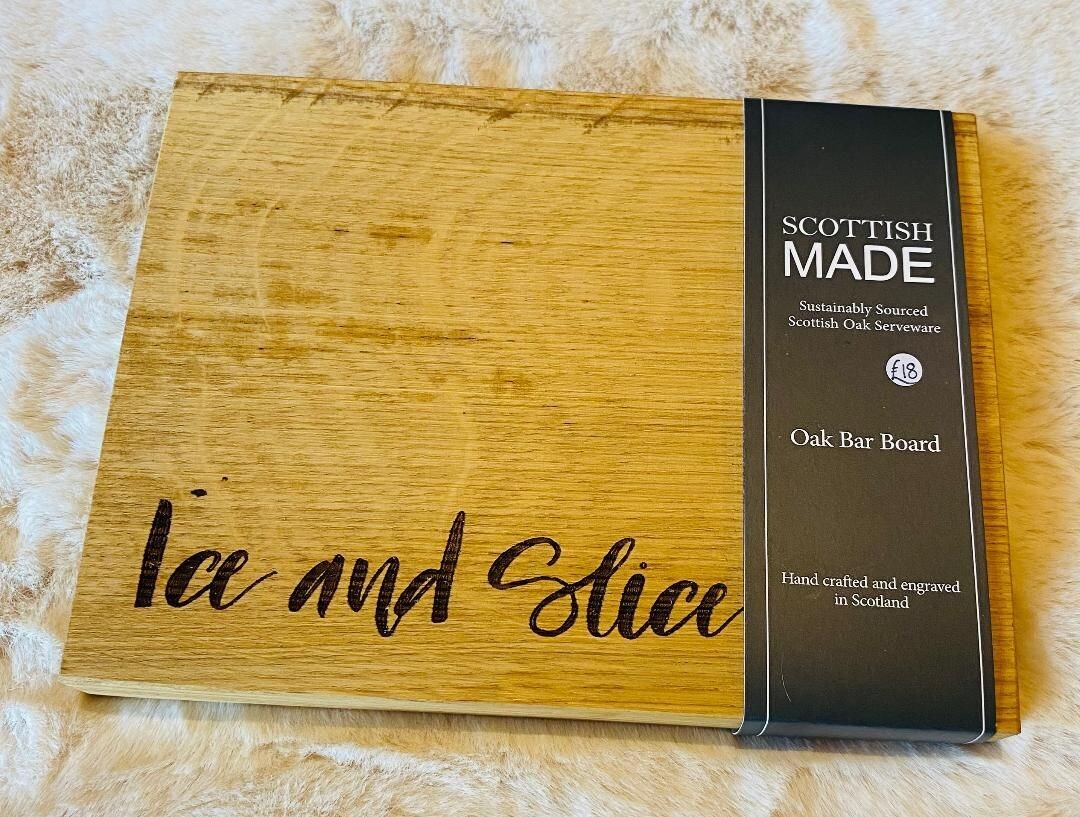 Ice and Slice
SCOTTISH
MADE
Sustainably Sourced
Scottish Oak Serveware
£18
Oak Bar Board
Hand crafted and engraved
in Scotland